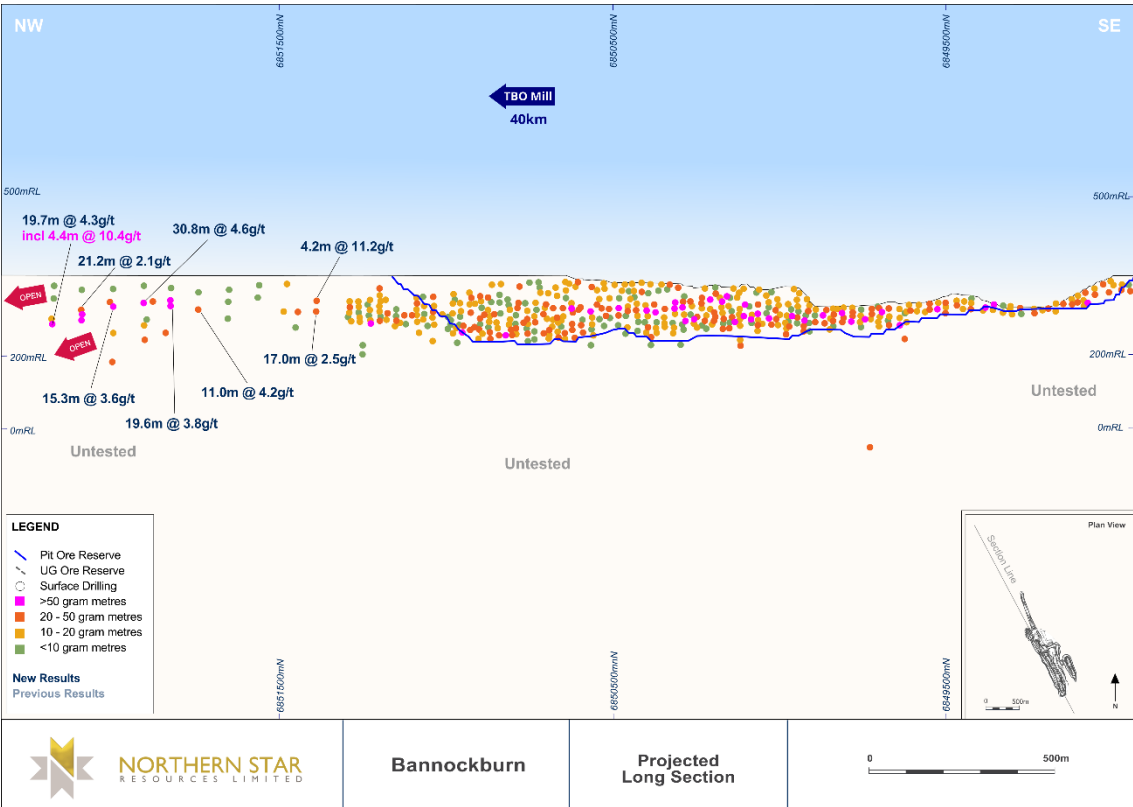 NW
SE
6851500mN
6850500mN
6849500mN
TBO Mill
40km
500mRL
500mRL
19.7m @ 4.3g/t
incl 4.4m @ 10.4g/t
30.8m @ 4.6g/t
4.2m @ 11.2g/t
21.2m @ 2.1g/t
OPEN
OPEN
200mRL
200mRL
17.0m @ 2.5g/t
11.0m @ 4.2g/t
15.3m @ 3.6g/t
19.6m @ 3.8g/t
0mRL
0mRL
Untested
Untested
Untested
LEGEND
Pit Ore Reserve
UG Ore Reserve
Surface Drilling
>50 gram metres
20 - 50 gram metres
10 - 20 gram metres
<10 gram metres
New Results
Previous Results
6851500mN
6850500mN
6849500mN
Plan View
Section Line
0 500m
N
NORTHERN STAR
RESOURCES LIMITED
Bannockburn
Projected
Long Section
0 500m